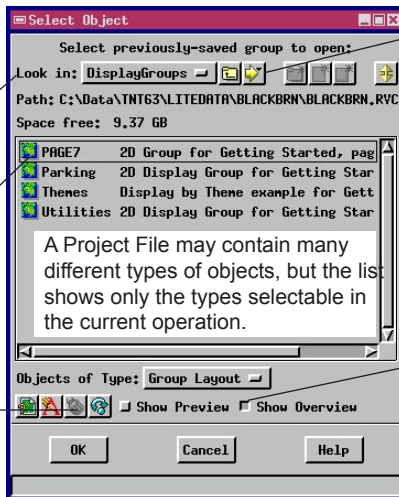 Select Object
Select previously-saved group to open:
Look in: DisplayGroups
Path: C:\Data\TNT63\LITEDATA\BLACKBRN\BLACKBRN.RVC
Space free: 9.37 GB
PAGE7 2D Group for Getting Started, pag
Parking 2D Display Group for Getting Star
Themes Display by Theme example for Gett
Utilities 2D Display Group for Getting Star
A Project File may contain many
different types of objects, but the list
shows only the types selectable in
the current operation.
Objects of Type: Group Layout
Show Preview Show Overview
OK Cancel Help